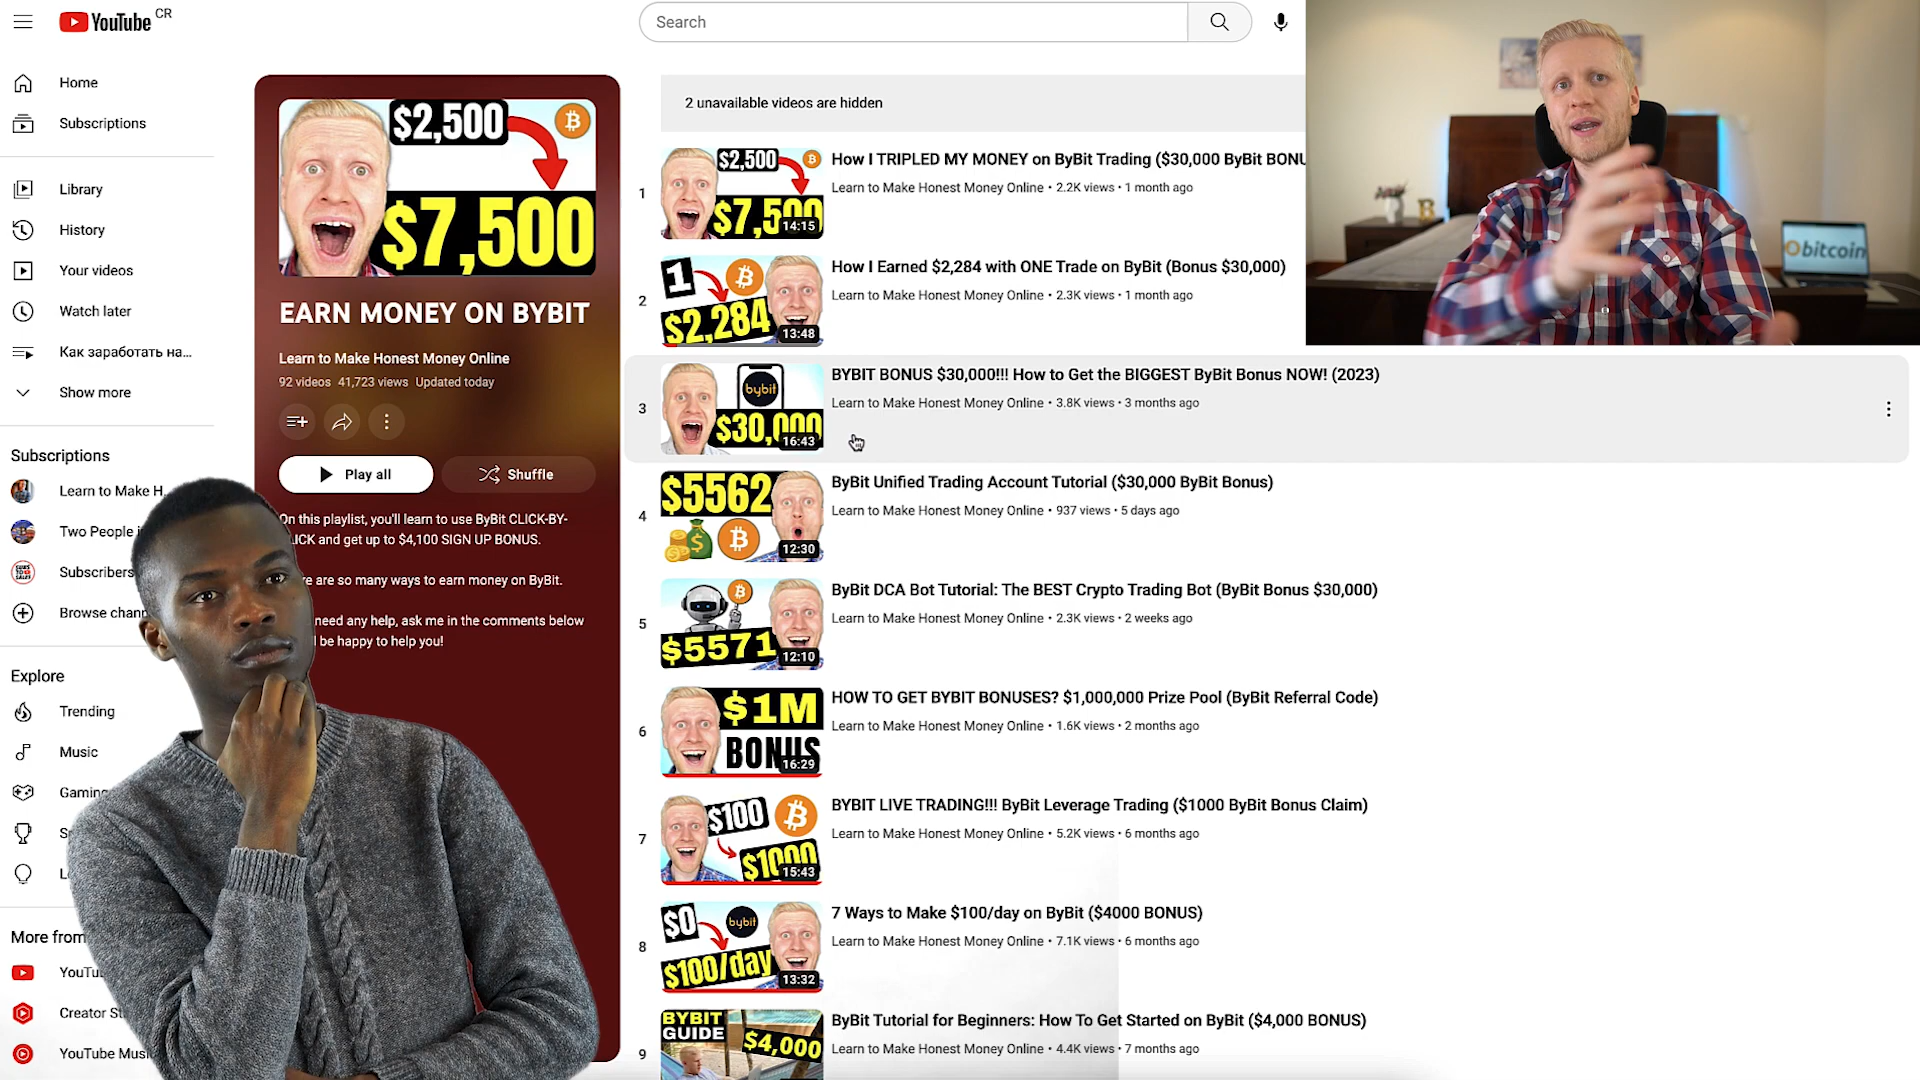 YouTube CR
Search
Home
Subscriptions
Library
History
Your videos
Watch later
Как заработать на...
Show more
Subscriptions
Learn to Make H
Two People i
Subscribers
Browse chann
Explore
Trending
Music
Gaming
More from
YouTu
Creator St
YouTube Musi
$2,500
$7,500
EARN MONEY ON BYBIT
Learn to Make Honest Money Online
92 videos 41,723 views Updated today
Play all
Shuffle
On this playlist, you'll learn to use ByBit CLICK-BY-
LICK and get up to $4,100 SIGN UP BONUS.
re are so many ways to earn money on ByBit.
need any help, ask me in the comments below
be happy to help you!
2 unavailable videos are hidden
1
$2,500
$7,500
14:15
How I TRIPLED MY MONEY on ByBit Trading ($30,000 ByBit BONU
Learn to Make Honest Money Online • 2.2K views • 1 month ago
2
1
$2,284
13:48
How I Earned $2,284 with ONE Trade on ByBit (Bonus $30,000)
Learn to Make Honest Money Online • 2.3K views • 1 month ago
3
bybit
$30,000
16:43
BYBIT BONUS $30,000!!! How to Get the BIGGEST ByBit Bonus NOW! (2023)
Learn to Make Honest Money Online • 3.8K views • 3 months ago
4
$5562
12:30
ByBit Unified Trading Account Tutorial ($30,000 ByBit Bonus)
Learn to Make Honest Money Online • 937 views • 5 days ago
5
$5571
12:10
ByBit DCA Bot Tutorial: The BEST Crypto Trading Bot (ByBit Bonus $30,000)
Learn to Make Honest Money Online • 2.3K views • 2 weeks ago
6
$1M
BONUS
16:29
HOW TO GET BYBIT BONUSES? $1,000,000 Prize Pool (ByBit Referral Code)
Learn to Make Honest Money Online • 1.6K views • 2 months ago
7
$100
$1000
15:43
BYBIT LIVE TRADING!!! ByBit Leverage Trading ($1000 ByBit Bonus Claim)
Learn to Make Honest Money Online • 5.2K views • 6 months ago
8
$0
bybit
$100/day
13:32
7 Ways to Make $100/day on ByBit ($4000 BONUS)
Learn to Make Honest Money Online • 7.1K views • 6 months ago
9
BYBIT
GUIDE
$4,000
ByBit Tutorial for Beginners: How To Get Started on ByBit ($4,000 BONUS)
Learn to Make Honest Money Online • 4.4K views • 7 months ago
bitcoin